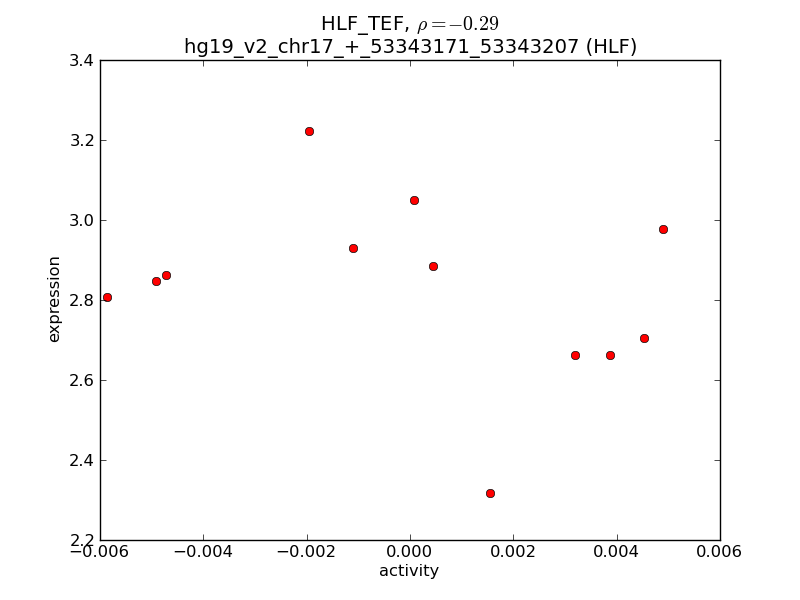 HLF_TEF, ρ=−0.29
hg19_v2_chr17_+_53343171_53343207 (HLF)
3.4
3.2
3.0
2.8
2.6
2.4
2.2
expression
−0.006 −0.004 −0.002 0.000 0.002 0.004 0.006
activity